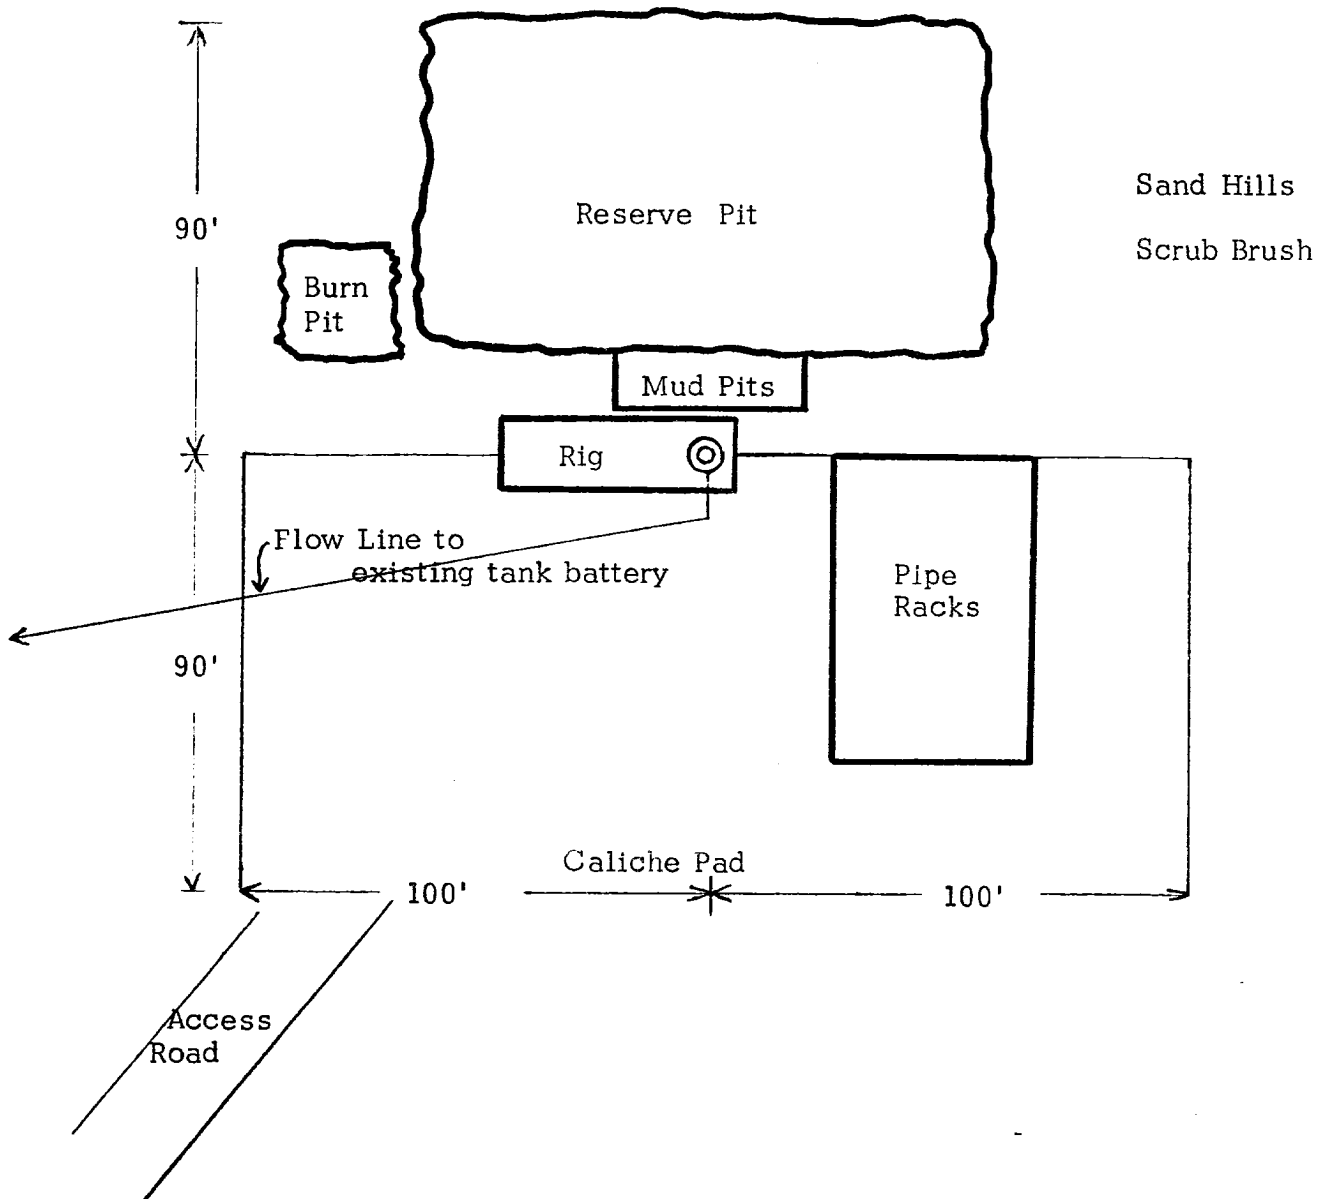 Sand Hills
Reserve Pit
90'
Scrub Brush
Burn
Pit
Mud Pits
Rig
Flow Line to
existing tank battery
Pipe
Racks
90'
Caliche Pad
100'
100'
Access
Road